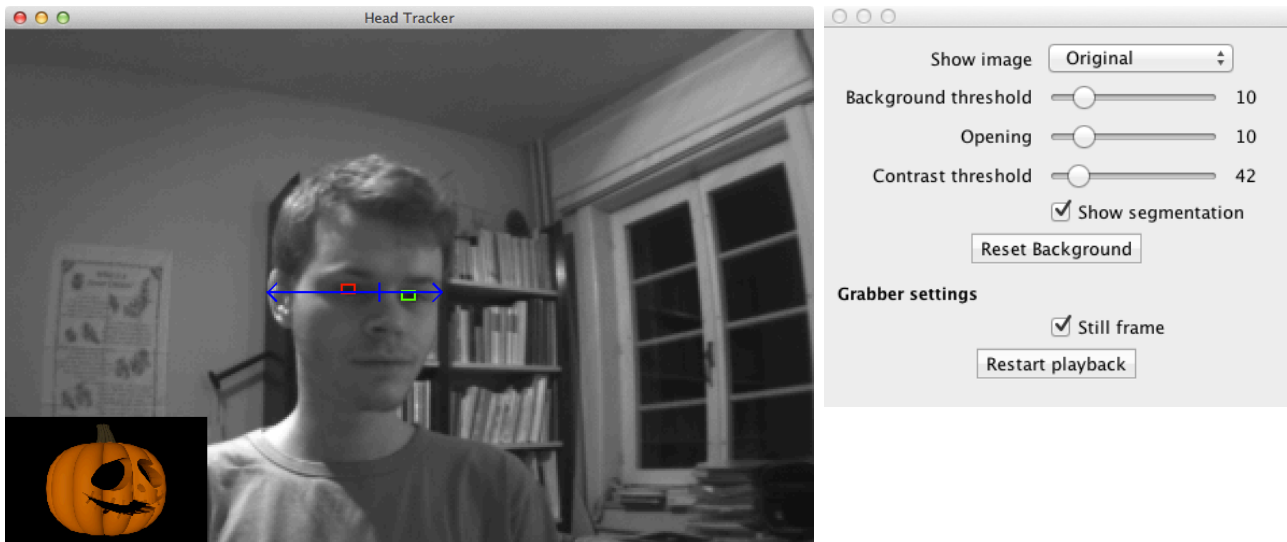 Head Tracker
Show image Original
Background threshold 10
Opening 10
Contrast threshold 42
Show segmentation
Reset Background
Grabber settings
Still frame
Restart playback